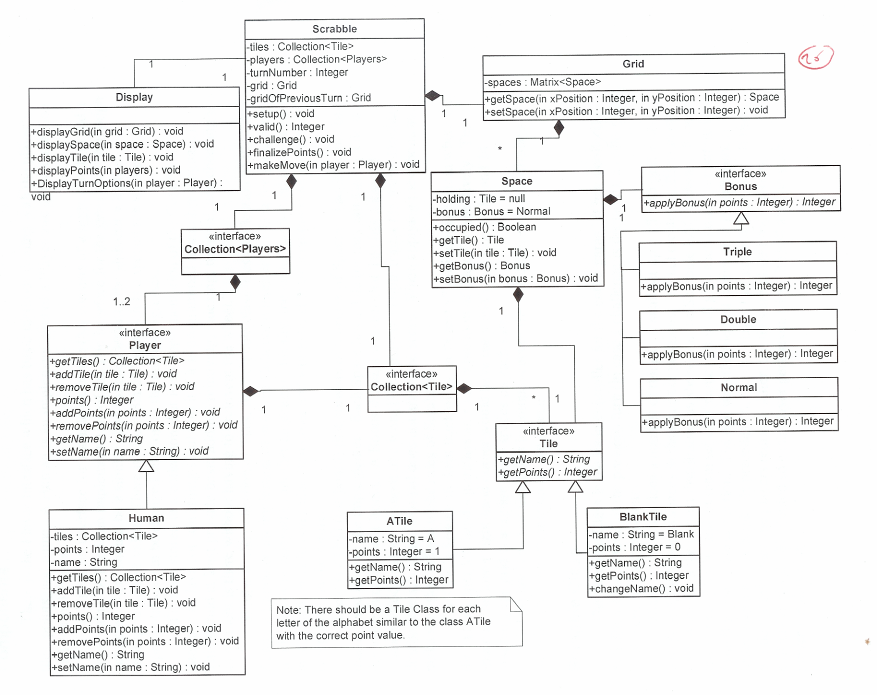 Scrabble
-tiles : Collection<Tile>
-players : Collection<Players>
-turnNumber : Integer
-grid : Grid
-gridOfPreviousTurn : Grid
+setup() : void
+valid() : Integer
+challenge() : void
+finalizePoints() : void
+makeMove(in player : Player) : void
1
1
Display
+displayGrid(in grid : Grid) : void
+displaySpace(in space : Space) : void
+displayTile(in tile : Tile) : void
+displayPoints(in players) : void
+DisplayTurnOptions(in player : Player) :
void
Grid
-spaces : Matrix<Space>
+getSpace(in xPosition : Integer, in yPosition : Integer) : Space
+setSpace(in xPosition : Integer, in yPosition : Integer) : void
1
1
1
*
Space
-holding : Tile = null
-bonus : Bonus = Normal
+occupied() : Boolean
+getTile() : Tile
+setTile(in tile : Tile) : void
+getBonus() : Bonus
+setBonus(in bonus : Bonus) : void
1
1
«interface»
Bonus
+applyBonus(in points : Integer) : Integer
Triple
+applyBonus(in points : Integer) : Integer
Double
+applyBonus(in points : Integer) : Integer
Normal
+applyBonus(in points : Integer) : Integer
1
1
1
«interface»
Collection<Players>
1..2
1
1
1
«interface»
Player
+getTiles() : Collection<Tile>
+addTile(in tile : Tile) : void
+removeTile(in tile : Tile) : void
+points() : Integer
+addPoints(in points : Integer) : void
+removePoints(in points : Integer) : void
+getName() : String
+setName(in name : String) : void
1
1
«interface»
Collection<Tile>
1
*
1
«interface»
Tile
+getName() : String
+getPoints() : Integer
Human
-tiles : Collection<Tile>
-points : Integer
-name : String
+getTiles() : Collection<Tile>
+addTile(in tile : Tile) : void
+removeTile(in tile : Tile) : void
+points() : Integer
+addPoints(in points : Integer) : void
+removePoints(in points : Integer) : void
+getName() : String
+setName(in name : String) : void
ATile
-name : String = A
-points : Integer = 1
+getName() : String
+getPoints() : Integer
BlankTile
-name : String = Blank
-points : Integer = 0
+getName() : String
+getPoints() : Integer
+changeName() : void
Note: There should be a Tile Class for each
letter of the alphabet similar to the class ATile
with the correct point value.